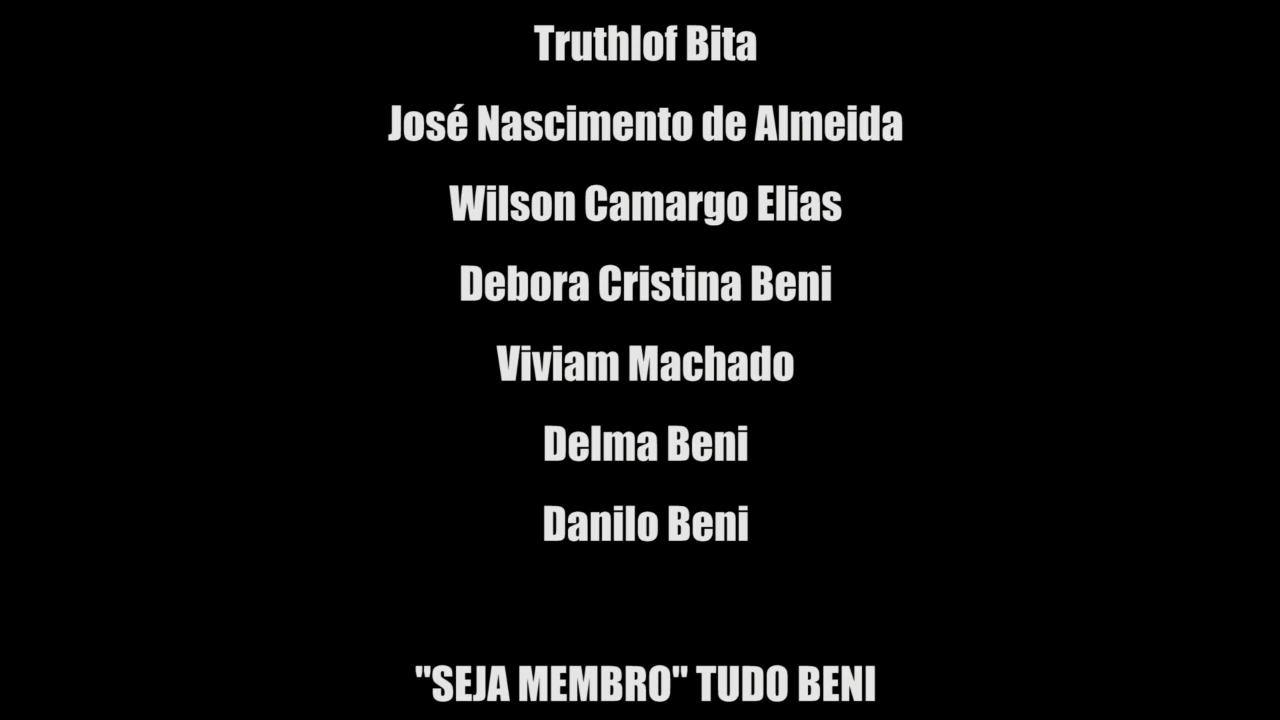 Truthlof Bita
José Nascimento de Almeida
Wilson Camargo Elias
Debora Cristina Beni
Viviam Machado
Delma Beni
Danilo Beni
"SEJA MEMBRO" TUDO BENI